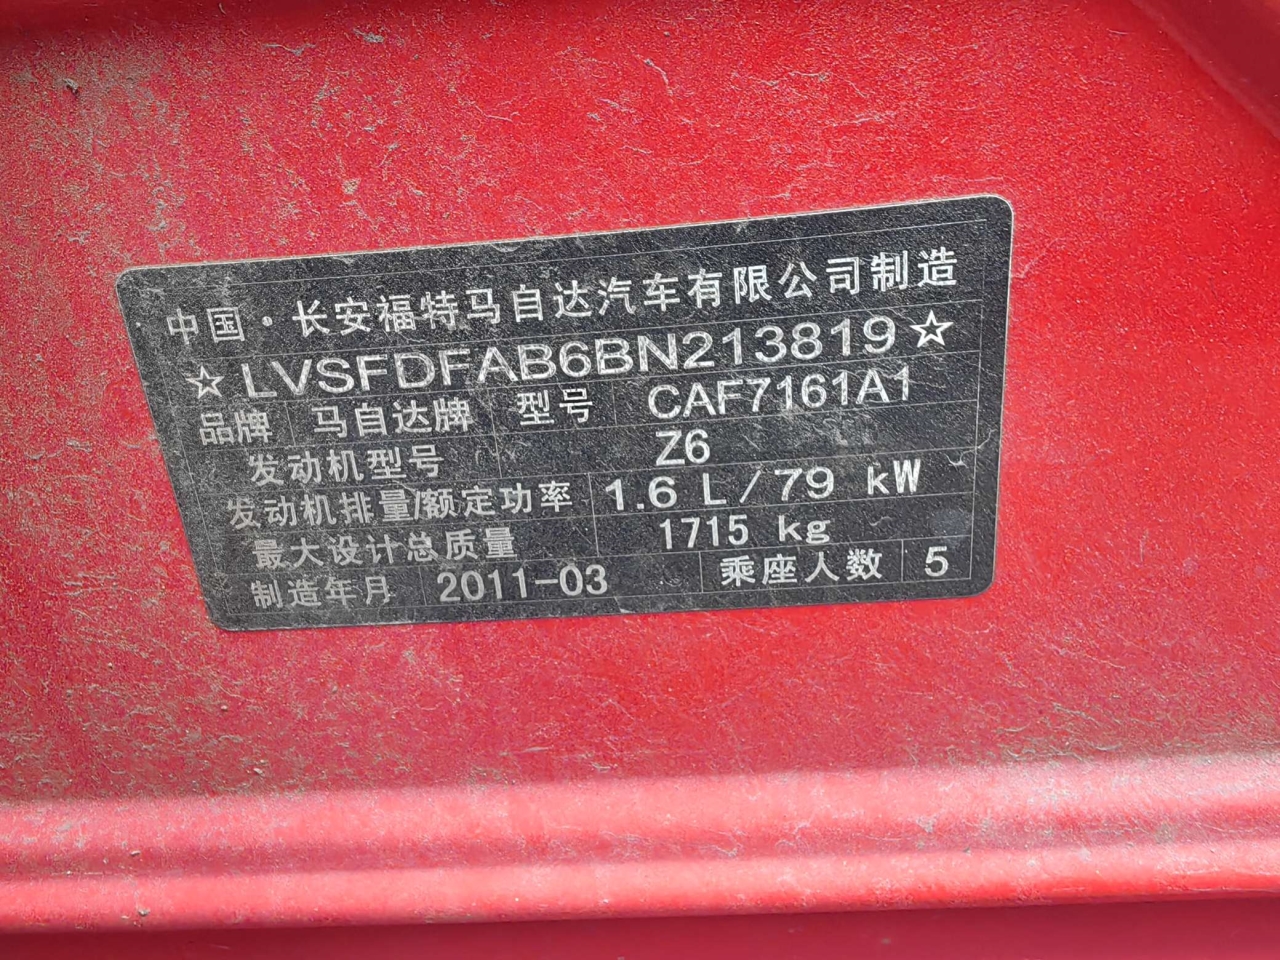 中国·长安福特马自达汽车有限公司制造
☆LVSFDFAB6BN213819☆
品牌 马自达牌 型号 CAF7161A1
发动机型号 Z6
发动机排量/额定功率 1.6 L/79 kW
最大设计总质量 1715 kg
制造年月 2011-03 乘座人数 5